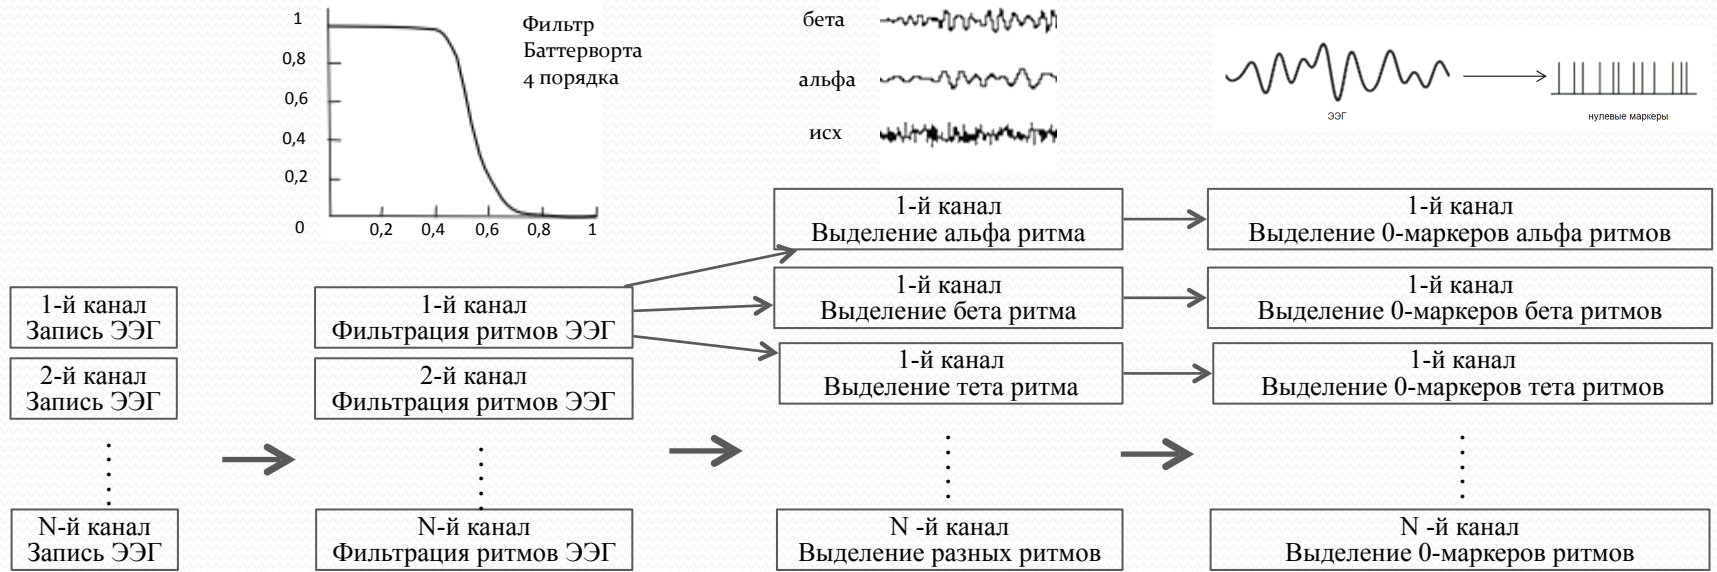 1
0,8
0,6
0,4
0,2
0
0,2
0,4
0,6
0,8
1
Фильтр
Баттерворта
4 порядка
бета
альфа
исх
ЭЭГ
нулевые маркеры
1-й канал
Запись ЭЭГ
2-й канал
Запись ЭЭГ
N-й канал
Запись ЭЭГ
1-й канал
Фильтрация ритмов ЭЭГ
2-й канал
Фильтрация ритмов ЭЭГ
N-й канал
Фильтрация ритмов ЭЭГ
1-й канал
Выделение альфа ритма
1-й канал
Выделение бета ритма
1-й канал
Выделение тета ритма
N -й канал
Выделение разных ритмов
1-й канал
Выделение 0-маркеров альфа ритмов
1-й канал
Выделение 0-маркеров бета ритмов
1-й канал
Выделение 0-маркеров тета ритмов
N -й канал
Выделение 0-маркеров ритмов